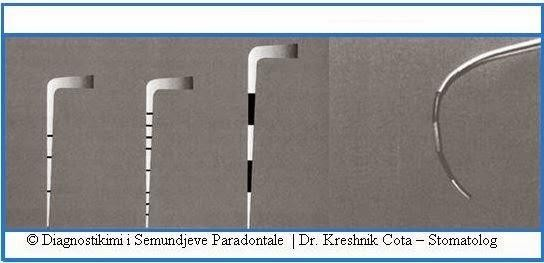 © Diagnostikimi i Semundjeve Paradontale | Dr. Kreshnik Cota – Stomatolog